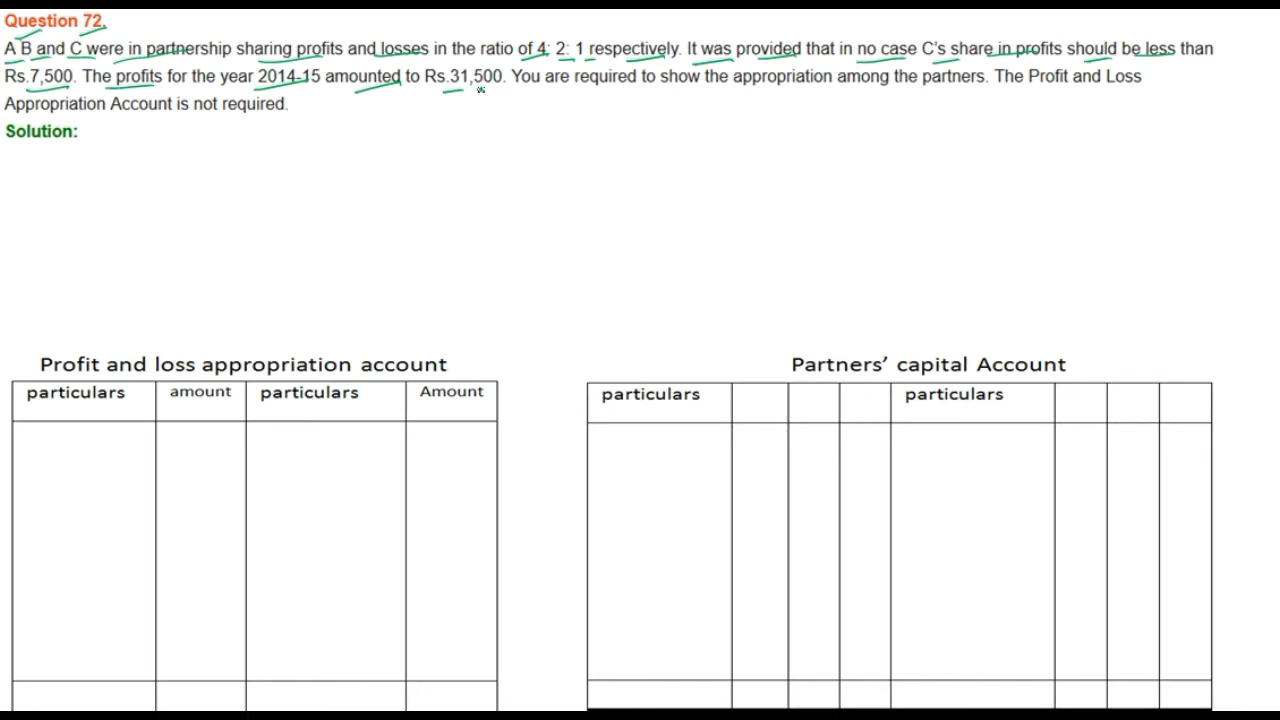 Question 72.
A B and C were in partnership sharing profits and losses in the ratio of 4: 2: 1 respectively. It was provided that in no case C's share in profits should be less than
Rs.7,500. The profits for the year 2014-15 amounted to Rs.31,500. You are required to show the appropriation among the partners. The Profit and Loss
Appropriation Account is not required.
Solution:
Profit and loss appropriation account
particulars amount particulars Amount
Partners' capital Account
particulars particulars